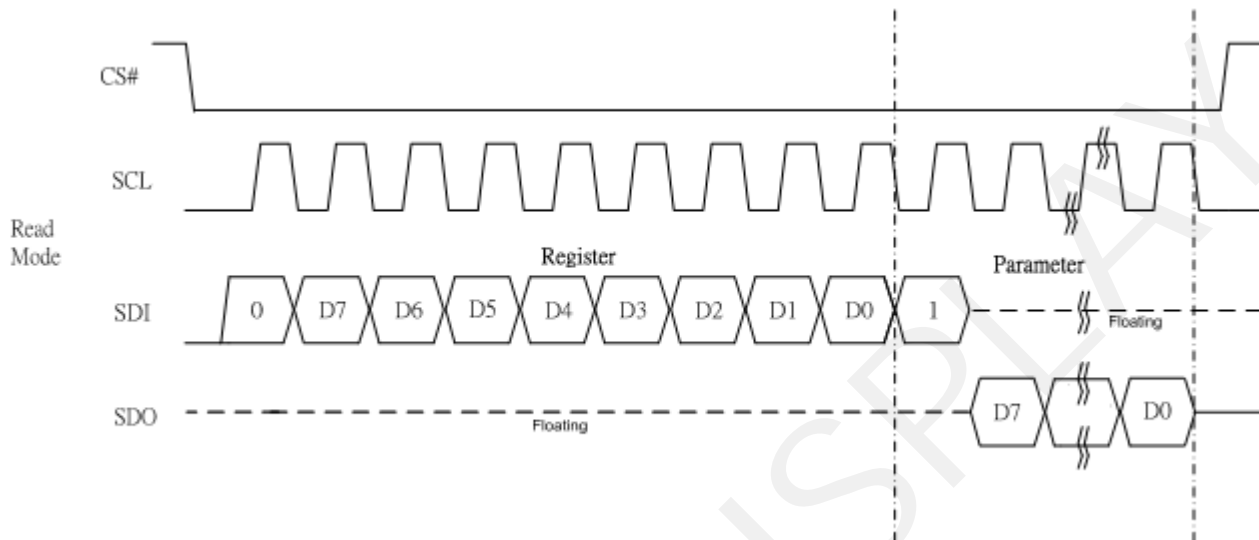 CS#
SCL
Read
Mode
Register
Parameter
SDI 0 D7 D6 D5 D4 D3 D2 D1 D0 1
Floating
SDO D7 D0
Floating